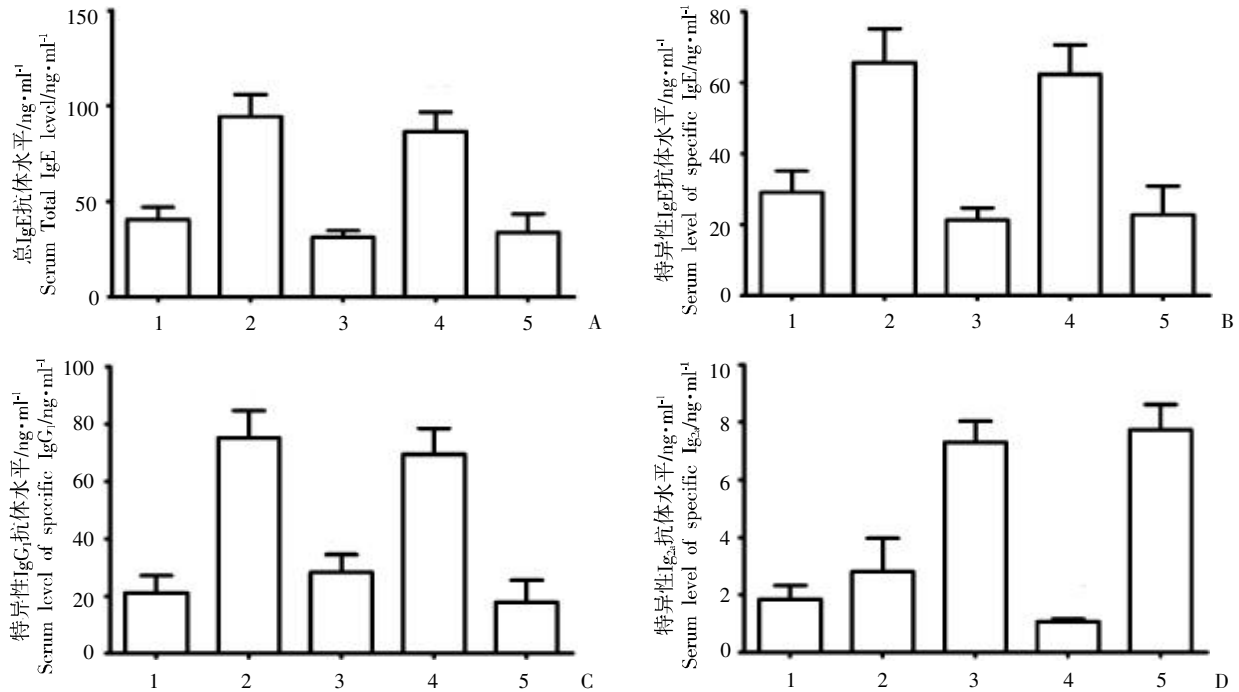 总IgE抗体水平/ng·ml⁻¹
Serum Total IgE level/ng·ml⁻¹
150
100
50
0
1 2 3 4 5 A
特异性IgE抗体水平/ng·ml⁻¹
Serum level of specific IgE/ng·ml⁻¹
80
60
40
20
0
1 2 3 4 5 B
特异性IgG₁抗体水平/ng·ml⁻¹
Serum level of specific IgG₁/ng·ml⁻¹
100
80
60
40
20
0
1 2 3 4 5 C
特异性Ig₂ₐ抗体水平/ng·ml⁻¹
Serum level of specific Ig₂ₐ/ng·ml⁻¹
10
8
6
4
2
0
1 2 3 4 5 D